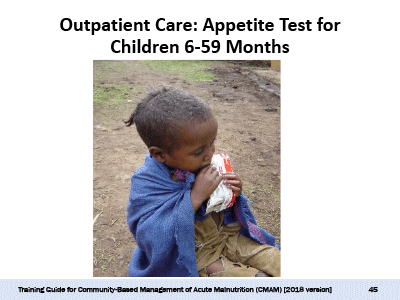 Outpatient Care: Appetite Test for
Children 6-59 Months
Training Guide for Community-Based Management of Acute Malnutrition (CMAM) [2018 version] 45